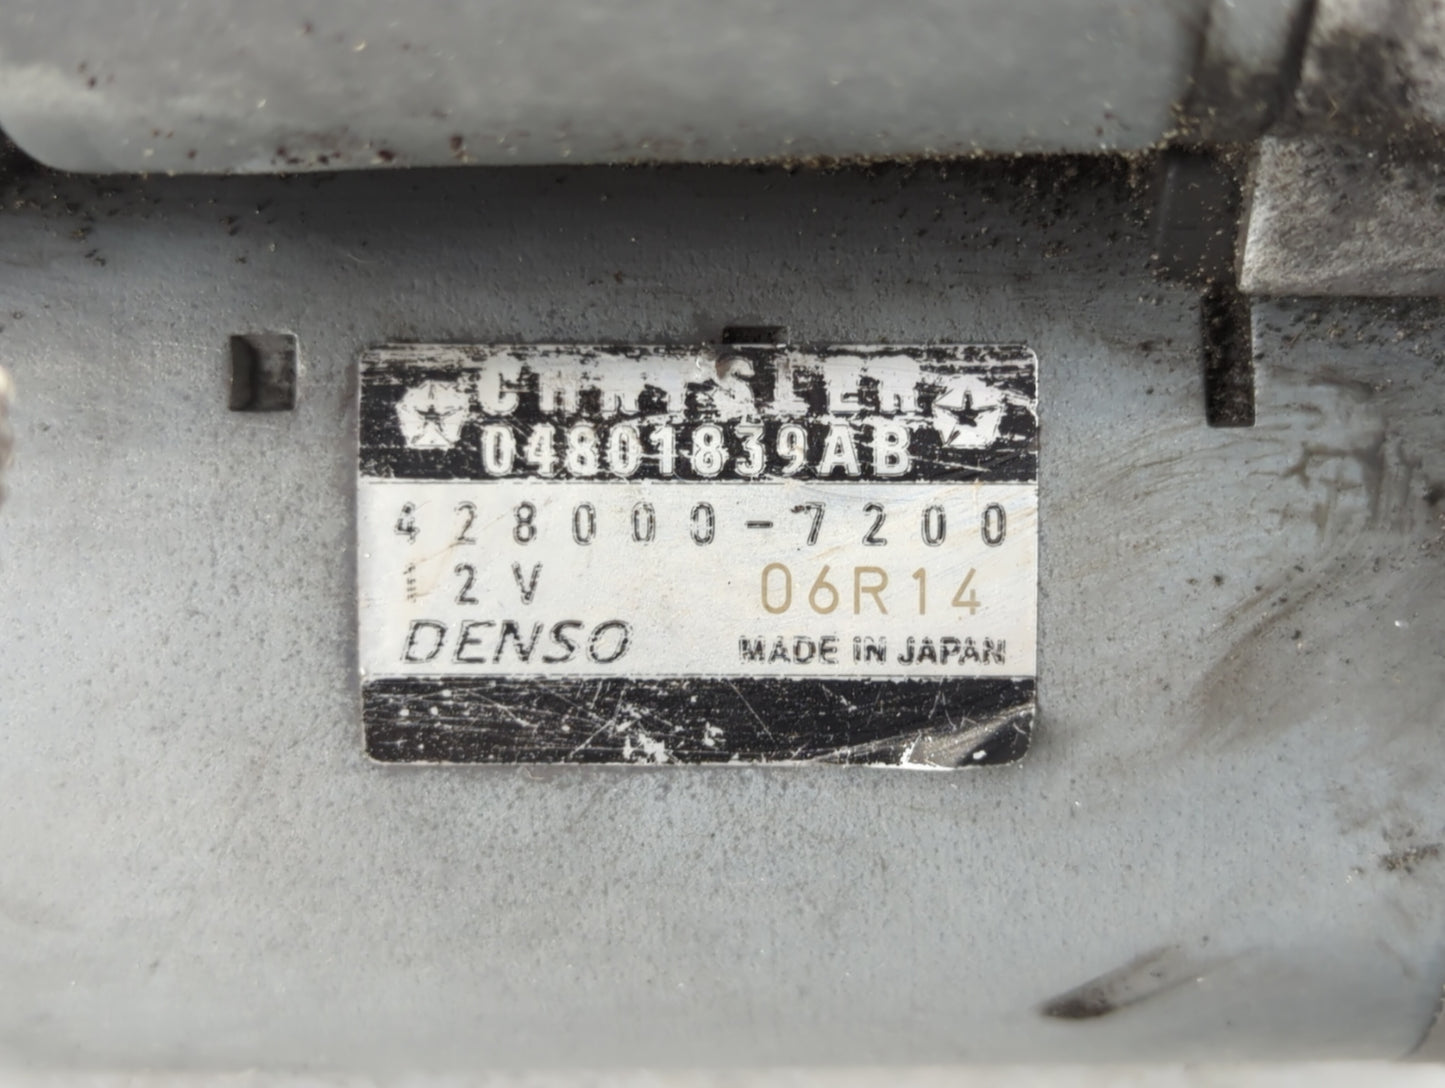 CHRYSLER
04801839AB
428000-7200
12V 06R14
DENSO MADE IN JAPAN